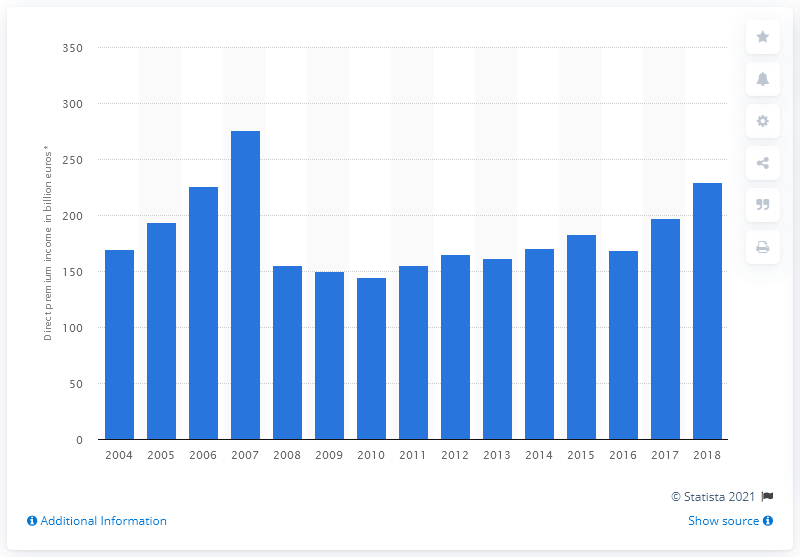 350
300
250
200
150
100
50
0
Direct premium income in billion euros*
2004 2005 2006 2007 2008 2009 2010 2011 2012 2013 2014 2015 2016 2017 2018
© Statista 2021
Additional Information
Show source